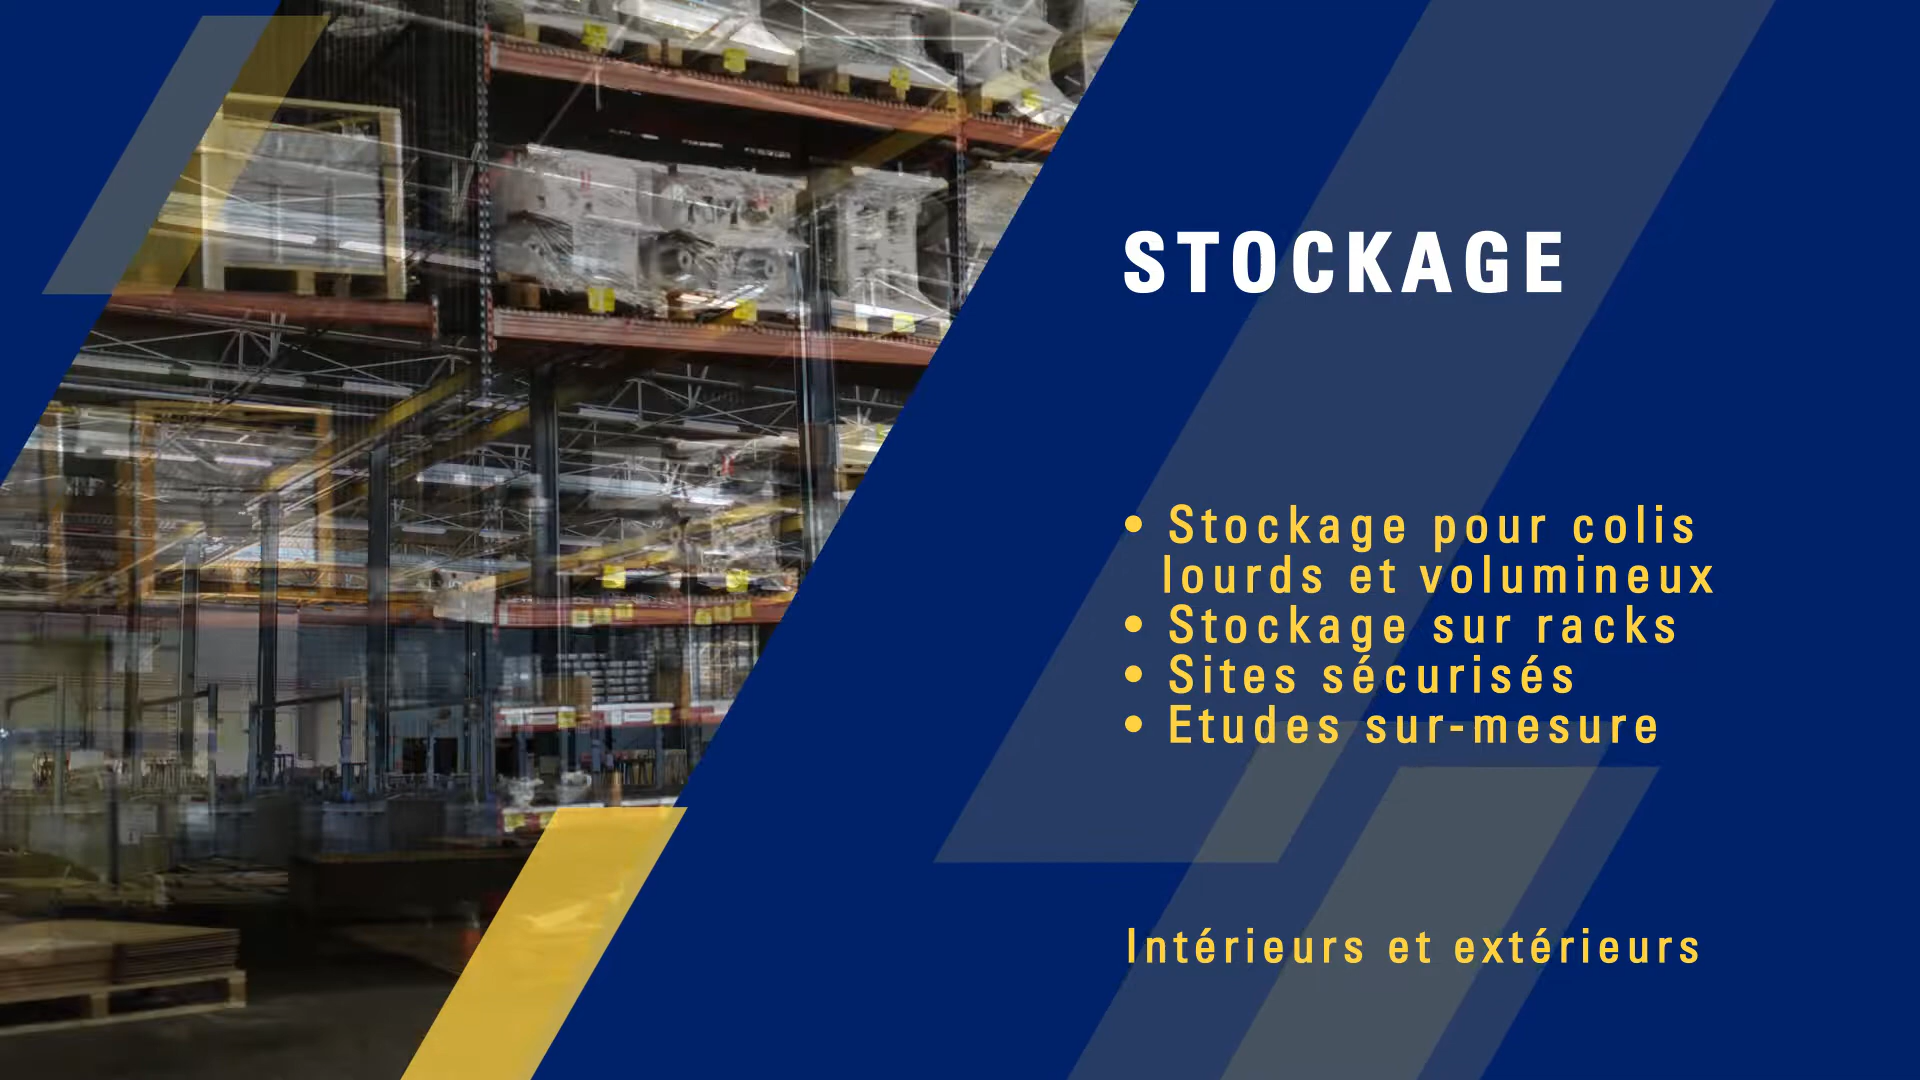 STOCKAGE
• Stockage pour colis
lourds et volumineux
• Stockage sur racks
• Sites sécurisés
• Etudes sur-mesure
Intérieurs et extérieurs